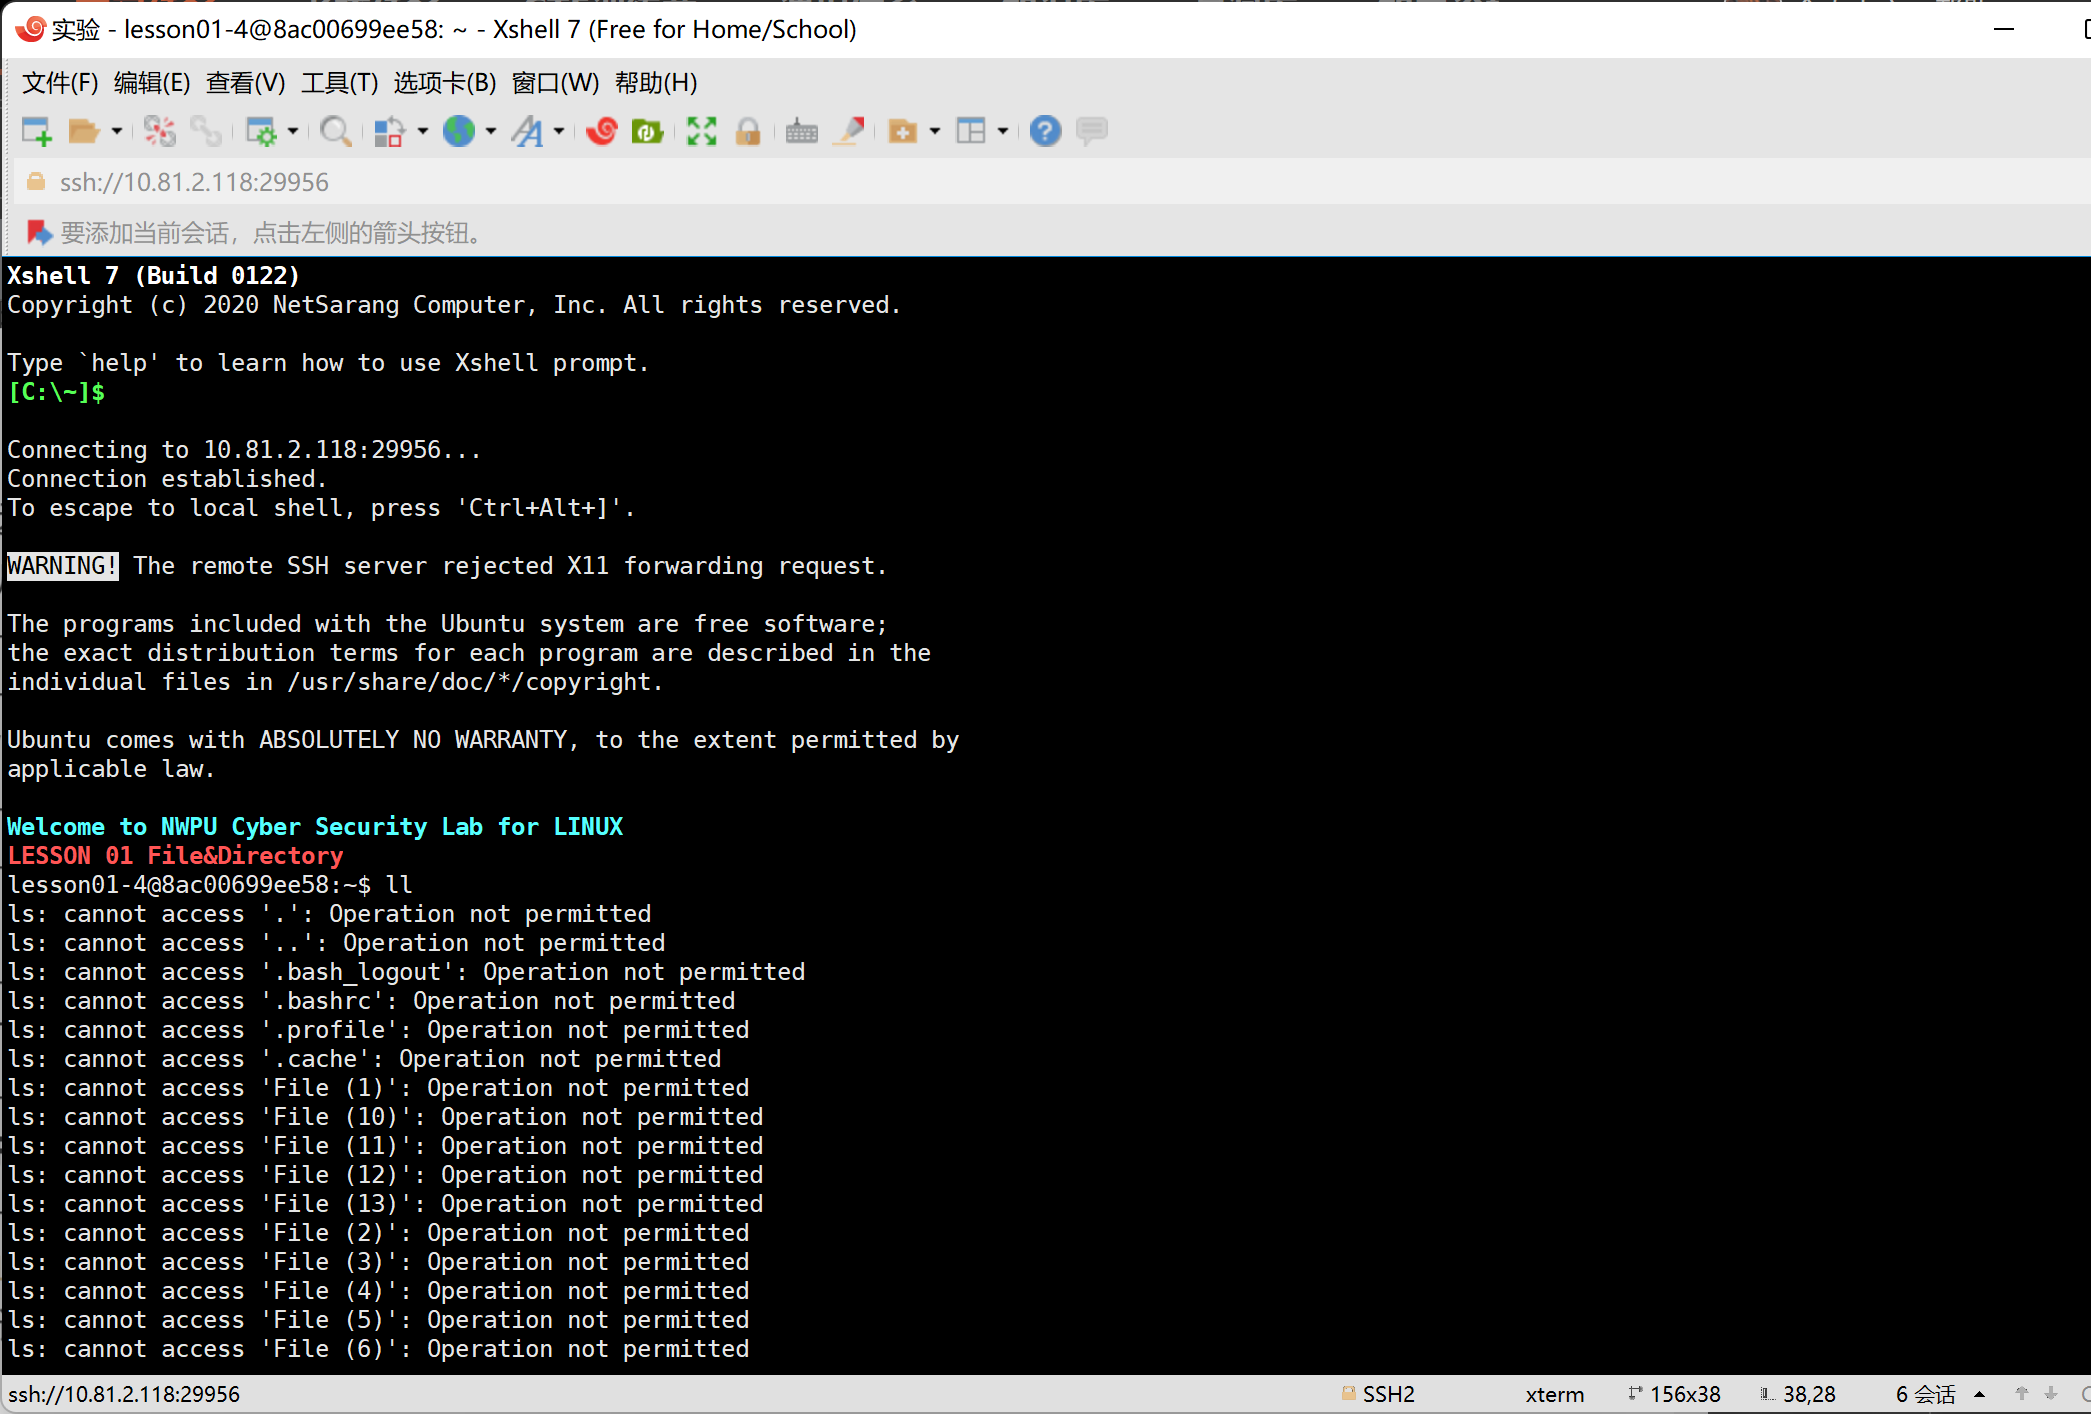 实验 - lesson01-4@8ac00699ee58: ~ - Xshell 7 (Free for Home/School)
文件(F) 编辑(E) 查看(V) 工具(T) 选项卡(B) 窗口(W) 帮助(H)
ssh://10.81.2.118:29956
要添加当前会话，点击左侧的箭头按钮。
Xshell 7 (Build 0122)
Copyright (c) 2020 NetSarang Computer, Inc. All rights reserved.
Type `help' to learn how to use Xshell prompt.
[C:\~]$
Connecting to 10.81.2.118:29956...
Connection established.
To escape to local shell, press 'Ctrl+Alt+]'.
WARNING! The remote SSH server rejected X11 forwarding request.
The programs included with the Ubuntu system are free software;
the exact distribution terms for each program are described in the
individual files in /usr/share/doc/*/copyright.
Ubuntu comes with ABSOLUTELY NO WARRANTY, to the extent permitted by
applicable law.
Welcome to NWPU Cyber Security Lab for LINUX
LESSON 01 File&Directory
lesson01-4@8ac00699ee58:~$ ll
ls: cannot access '.': Operation not permitted
ls: cannot access '..': Operation not permitted
ls: cannot access '.bash_logout': Operation not permitted
ls: cannot access '.bashrc': Operation not permitted
ls: cannot access '.profile': Operation not permitted
ls: cannot access '.cache': Operation not permitted
ls: cannot access 'File (1)': Operation not permitted
ls: cannot access 'File (10)': Operation not permitted
ls: cannot access 'File (11)': Operation not permitted
ls: cannot access 'File (12)': Operation not permitted
ls: cannot access 'File (13)': Operation not permitted
ls: cannot access 'File (2)': Operation not permitted
ls: cannot access 'File (3)': Operation not permitted
ls: cannot access 'File (4)': Operation not permitted
ls: cannot access 'File (5)': Operation not permitted
ls: cannot access 'File (6)': Operation not permitted
ssh://10.81.2.118:29956 SSH2 xterm 156x38 38,28 6 会话